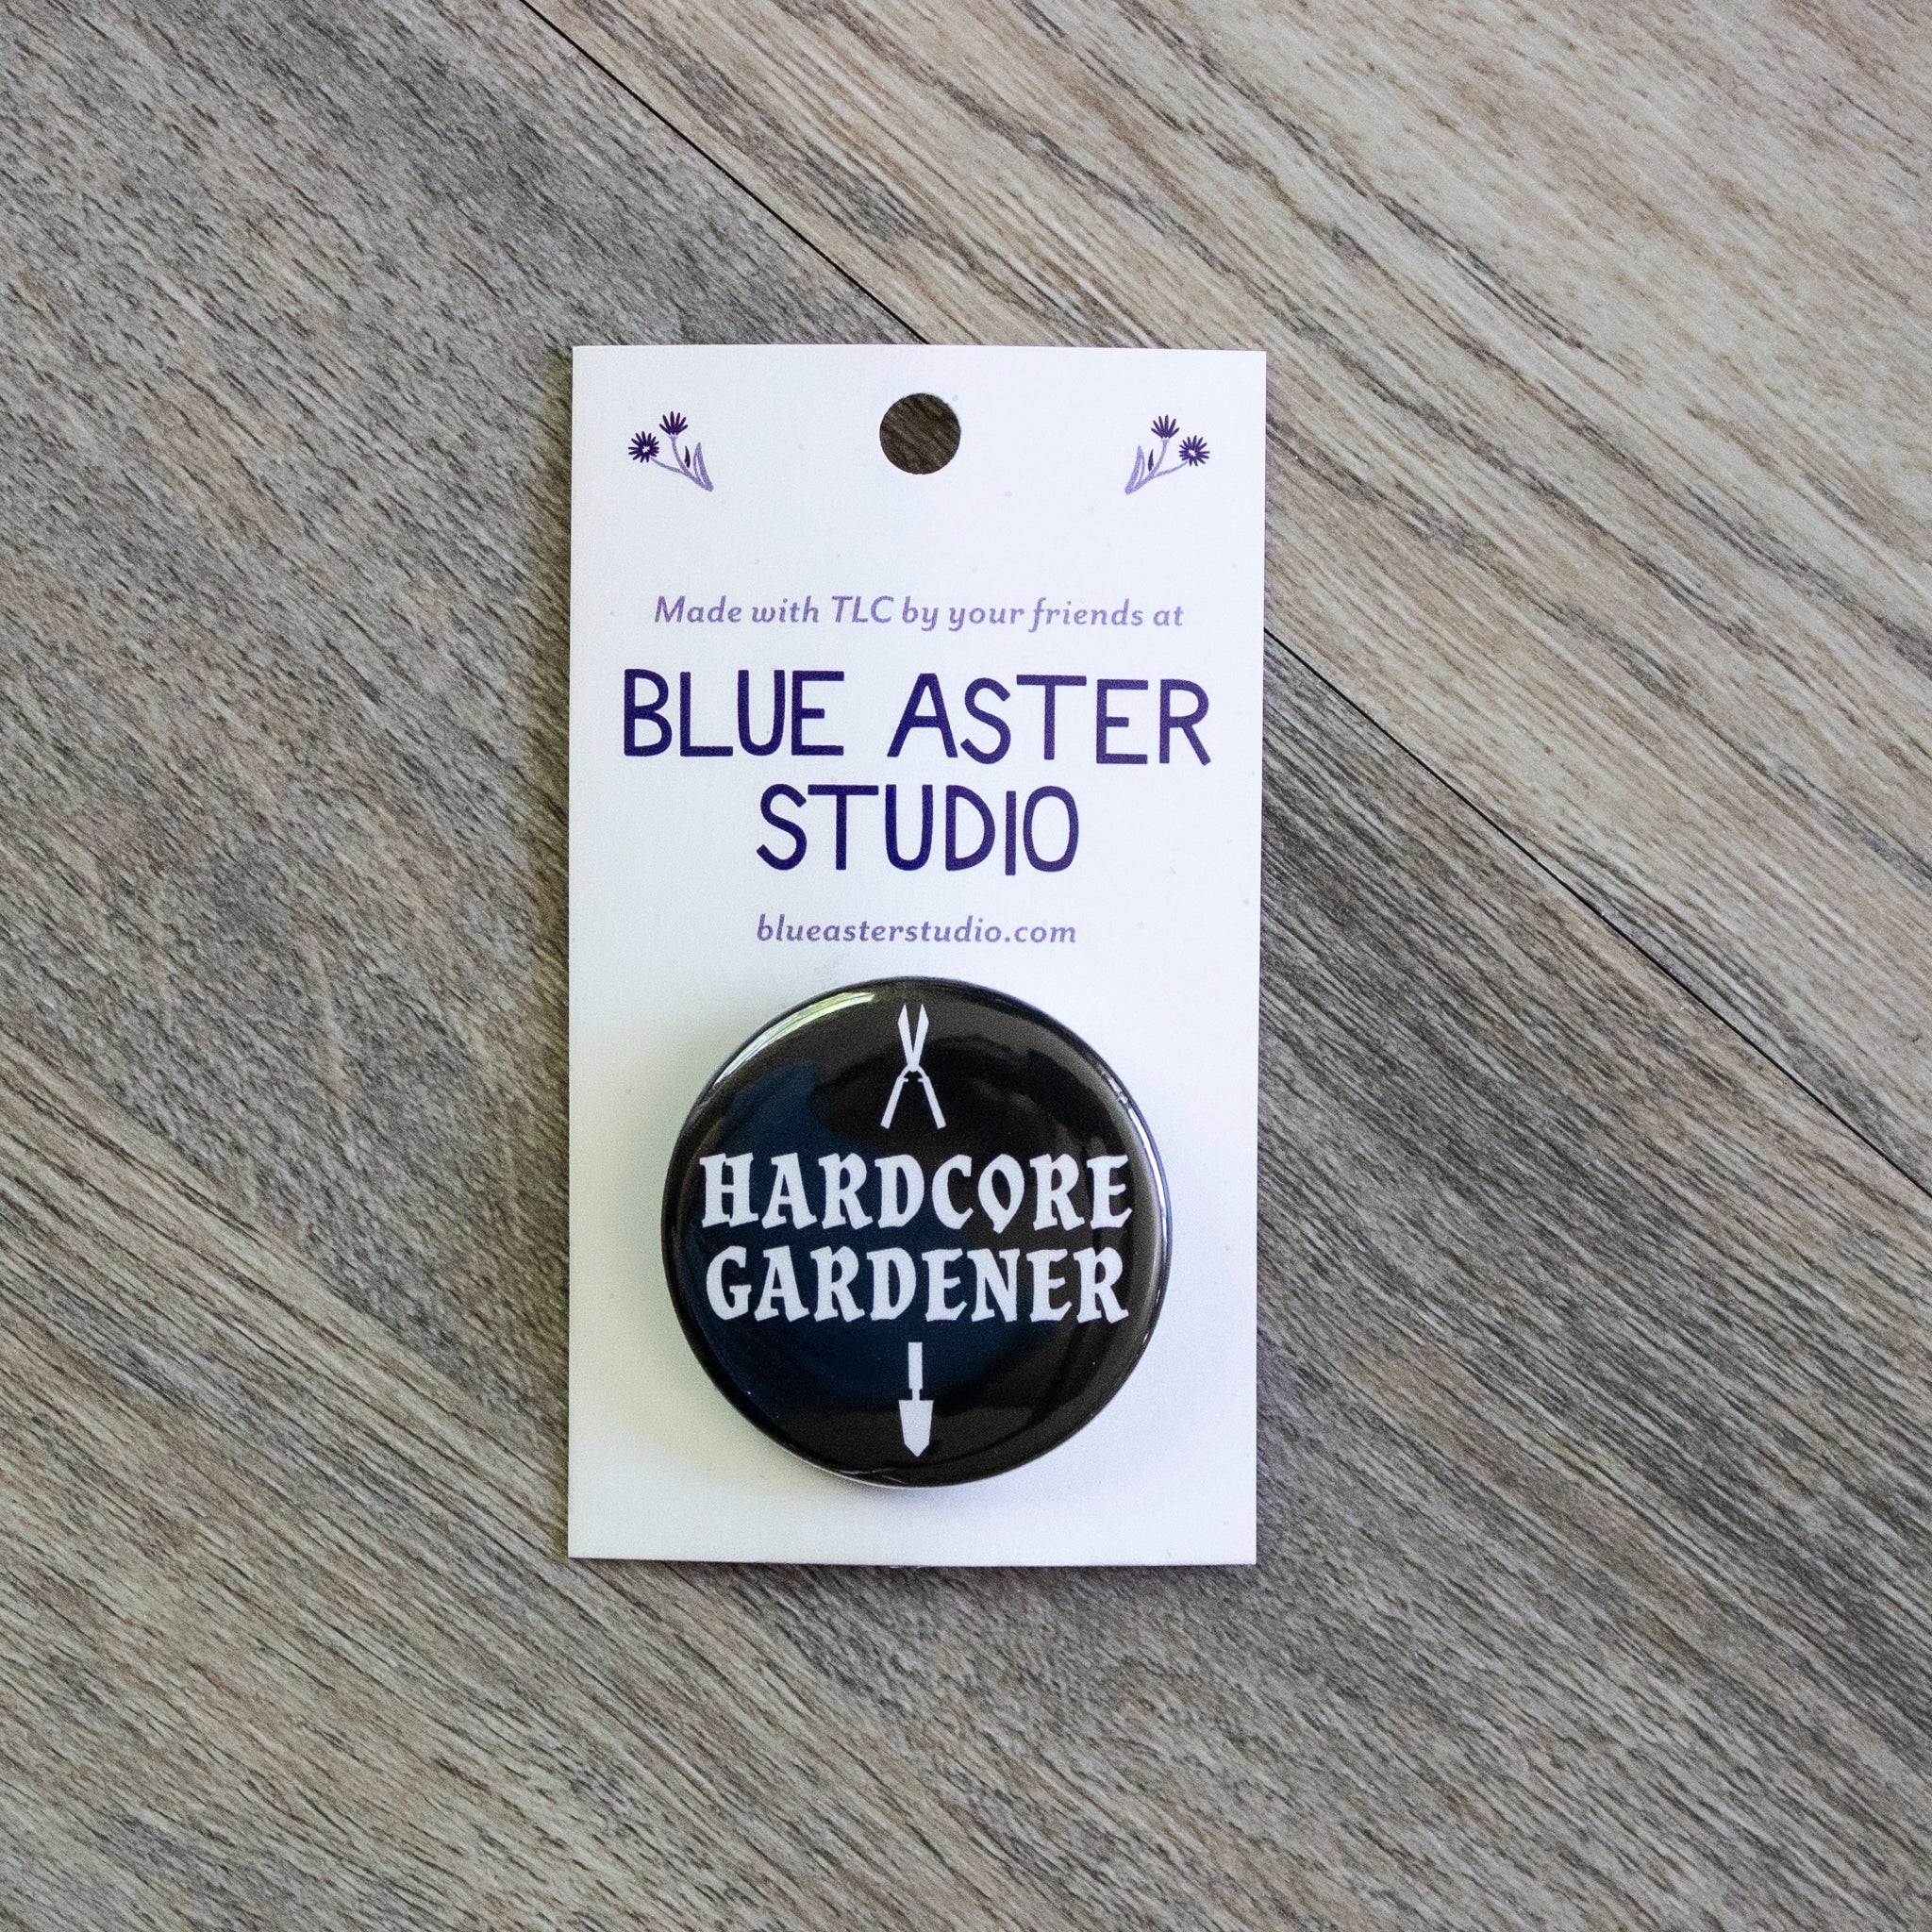 Made with TLC by your friends at
BLUE ASTER
STUDIO
blueasterstudio.com
HARDCORE
GARDENER